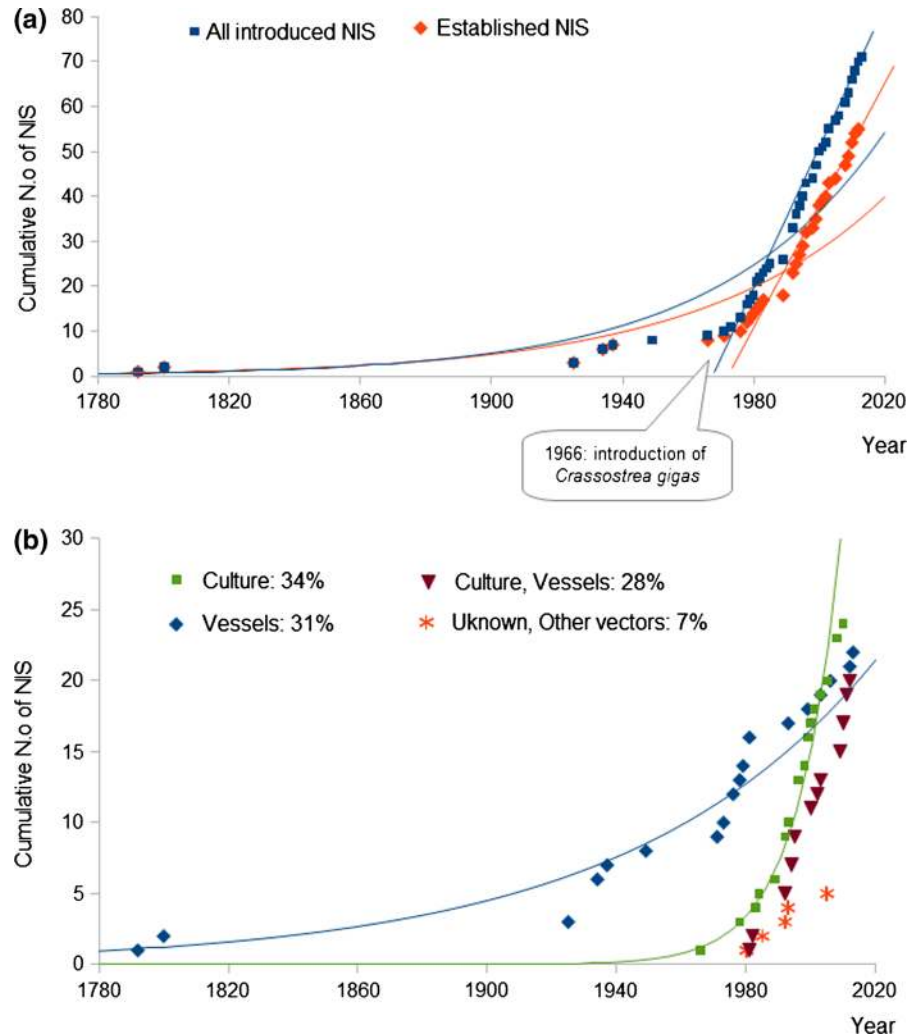 (a)
All introduced NIS
Established NIS
Cumulative N.o of NIS
80
70
60
50
40
30
20
10
0
1780 1820 1860 1900 1940 1980 2020
Year
1966: introduction of
Crassostrea gigas
(b)
Culture: 34%
Culture, Vessels: 28%
Vessels: 31%
Uknown, Other vectors: 7%
Cumulative N.o of NIS
30
25
20
15
10
5
0
1780 1820 1860 1900 1940 1980 2020
Year